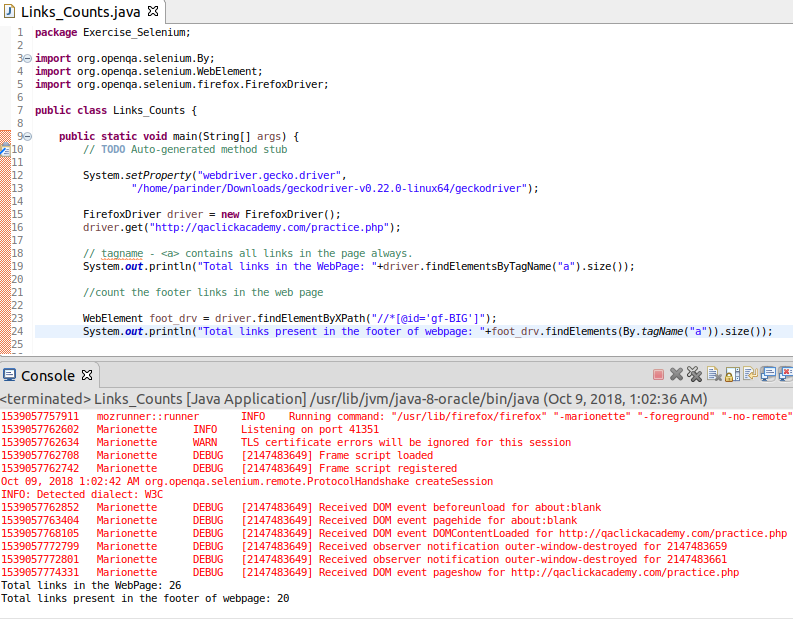 Links_Counts.java
1 package Exercise_Selenium;
2
3 import org.openqa.selenium.By;
4 import org.openqa.selenium.WebElement;
5 import org.openqa.selenium.firefox.FirefoxDriver;
6
7 public class Links_Counts {
8
9 public static void main(String[] args) {
10 // TODO Auto-generated method stub
11
12 System.setProperty("webdriver.gecko.driver",
13 "/home/parinder/Downloads/geckodriver-v0.22.0-linux64/geckodriver");
14
15 FirefoxDriver driver = new FirefoxDriver();
16 driver.get("http://qaclickacademy.com/practice.php");
17
18 // tagname - <a> contains all links in the page always.
19 System.out.println("Total links in the WebPage: "+driver.findElementsByTagName("a").size());
20
21 //count the footer links in the web page
22
23 WebElement foot_drv = driver.findElementByXPath("//*[@id='gf-BIG']");
24 System.out.println("Total links present in the footer of webpage: "+foot_drv.findElements(By.tagName("a")).size());
25
Console
<terminated> Links_Counts [Java Application] /usr/lib/jvm/java-8-oracle/bin/java (Oct 9, 2018, 1:02:36 AM)
1539057757911 mozrunner::runner INFO Running command: "/usr/lib/firefox/firefox" "-marionette" "-foreground" "-no-remote"
1539057762602 Marionette INFO Listening on port 41351
1539057762634 Marionette WARN TLS certificate errors will be ignored for this session
1539057762708 Marionette DEBUG [2147483649] Frame script loaded
1539057762742 Marionette DEBUG [2147483649] Frame script registered
Oct 09, 2018 1:02:42 AM org.openqa.selenium.remote.ProtocolHandshake createSession
INFO: Detected dialect: W3C
1539057762852 Marionette DEBUG [2147483649] Received DOM event beforeunload for about:blank
1539057763404 Marionette DEBUG [2147483649] Received DOM event pagehide for about:blank
1539057768105 Marionette DEBUG [2147483649] Received DOM event DOMContentLoaded for http://qaclickacademy.com/practice.php
1539057772799 Marionette DEBUG [2147483649] Received observer notification outer-window-destroyed for 2147483659
1539057772801 Marionette DEBUG [2147483649] Received observer notification outer-window-destroyed for 2147483661
1539057774331 Marionette DEBUG [2147483649] Received DOM event pageshow for http://qaclickacademy.com/practice.php
Total links in the WebPage: 26
Total links present in the footer of webpage: 20